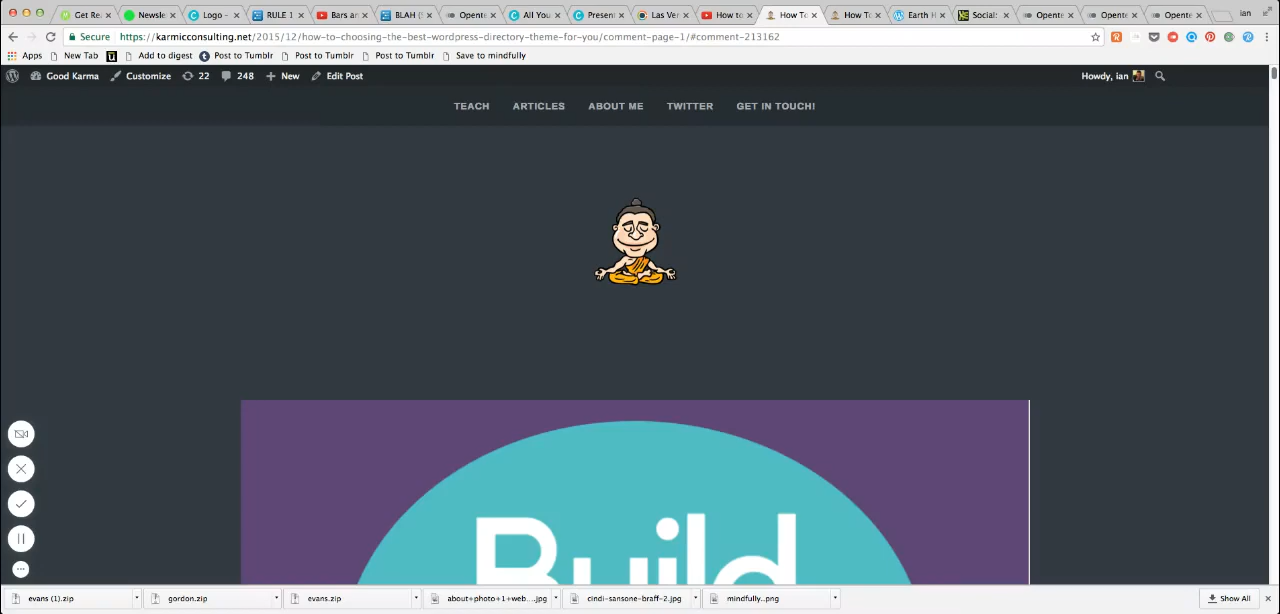 Get Re
Newsle
Logo -
RULE 1
Bars an
BLAH (
Opente
All You
Present
Las Ver
How to
How To
How To
Earth H
Social:
Opente
Opente
Opente
ian
Secure https://karmicconsulting.net/2015/12/how-to-choosing-the-best-wordpress-directory-theme-for-you/comment-page-1/#comment-213162
Apps New Tab Add to digest Post to Tumblr Post to Tumblr Post to Tumblr Save to mindfully
Good Karma Customize 22 248 New Edit Post Howdy, ian
TEACH ARTICLES ABOUT ME TWITTER GET IN TOUCH!
Build
evans (1).zip gordon.zip evans.zip about+photo+1+web....jpg cindi-sansone-braff-2.jpg mindfully..png Show All